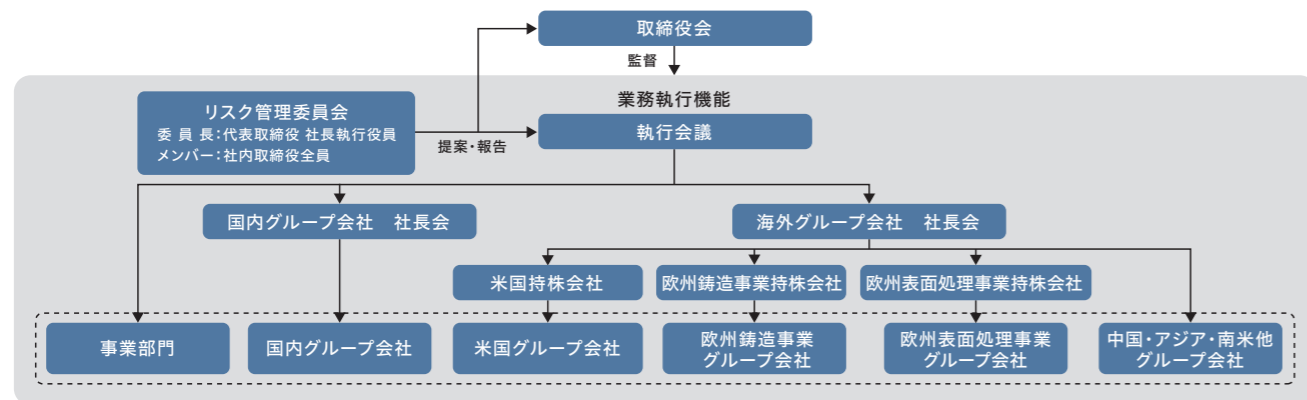 取締役会
監督
業務執行機能
リスク管理委員会
委 員 長：代表取締役 社長執行役員
メンバー：社内取締役全員
提案・報告
執行会議
国内グループ会社　社長会
海外グループ会社　社長会
米国持株会社
欧州鋳造事業持株会社
欧州表面処理事業持株会社
事業部門
国内グループ会社
米国グループ会社
欧州鋳造事業
グループ会社
欧州表面処理事業
グループ会社
中国・アジア・南米他
グループ会社